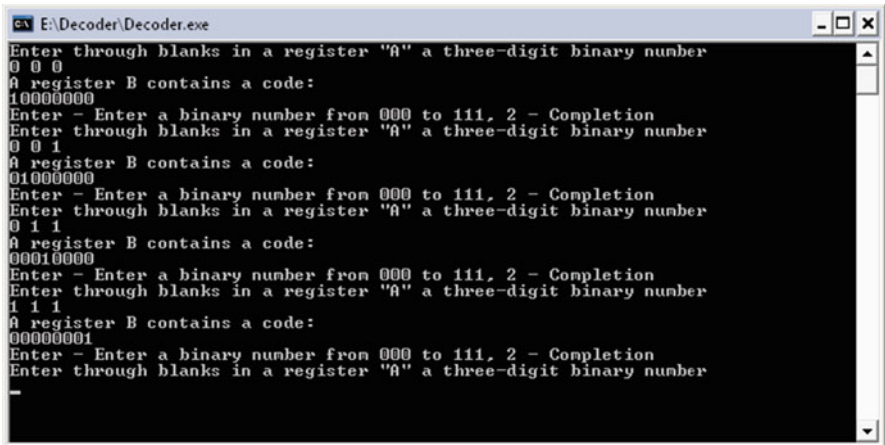 E:\Decoder\Decoder.exe
Enter through blanks in a register "A" a three-digit binary number
0 0 0
A register B contains a code:
10000000
Enter - Enter a binary number from 000 to 111, 2 - Completion
Enter through blanks in a register "A" a three-digit binary number
0 0 1
A register B contains a code:
01000000
Enter - Enter a binary number from 000 to 111, 2 - Completion
Enter through blanks in a register "A" a three-digit binary number
0 1 1
A register B contains a code:
00010000
Enter - Enter a binary number from 000 to 111, 2 - Completion
Enter through blanks in a register "A" a three-digit binary number
1 1 1
A register B contains a code:
00000001
Enter - Enter a binary number from 000 to 111, 2 - Completion
Enter through blanks in a register "A" a three-digit binary number